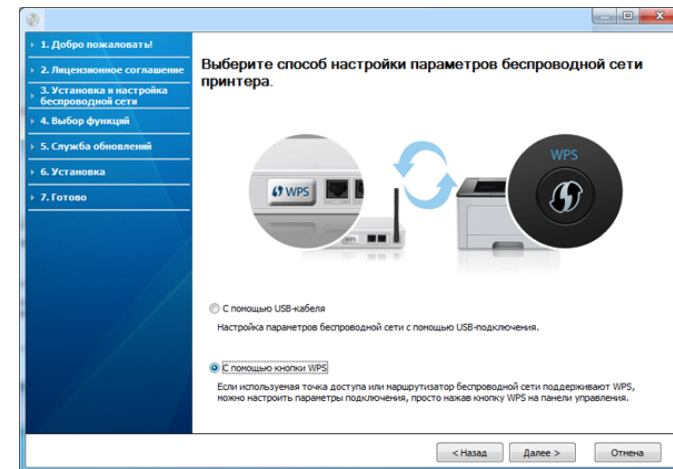 1. Добро пожаловать!
2. Лицензионное соглашение
3. Установка и настройка
беспроводной сети
4. Выбор функций
5. Служба обновлений
6. Установка
7. Готово
Выберите способ настройки параметров беспроводной сети
принтера.
WPS
WPS
WPS
С помощью USB-кабеля
Настройка параметров беспроводной сети с помощью USB-подключения.
С помощью кнопки WPS
Если используемая точка доступа или маршрутизатор беспроводной сети поддерживают WPS,
можно настроить параметры подключения, просто нажав кнопку WPS на панели управления.
< Назад
Далее >
Отмена